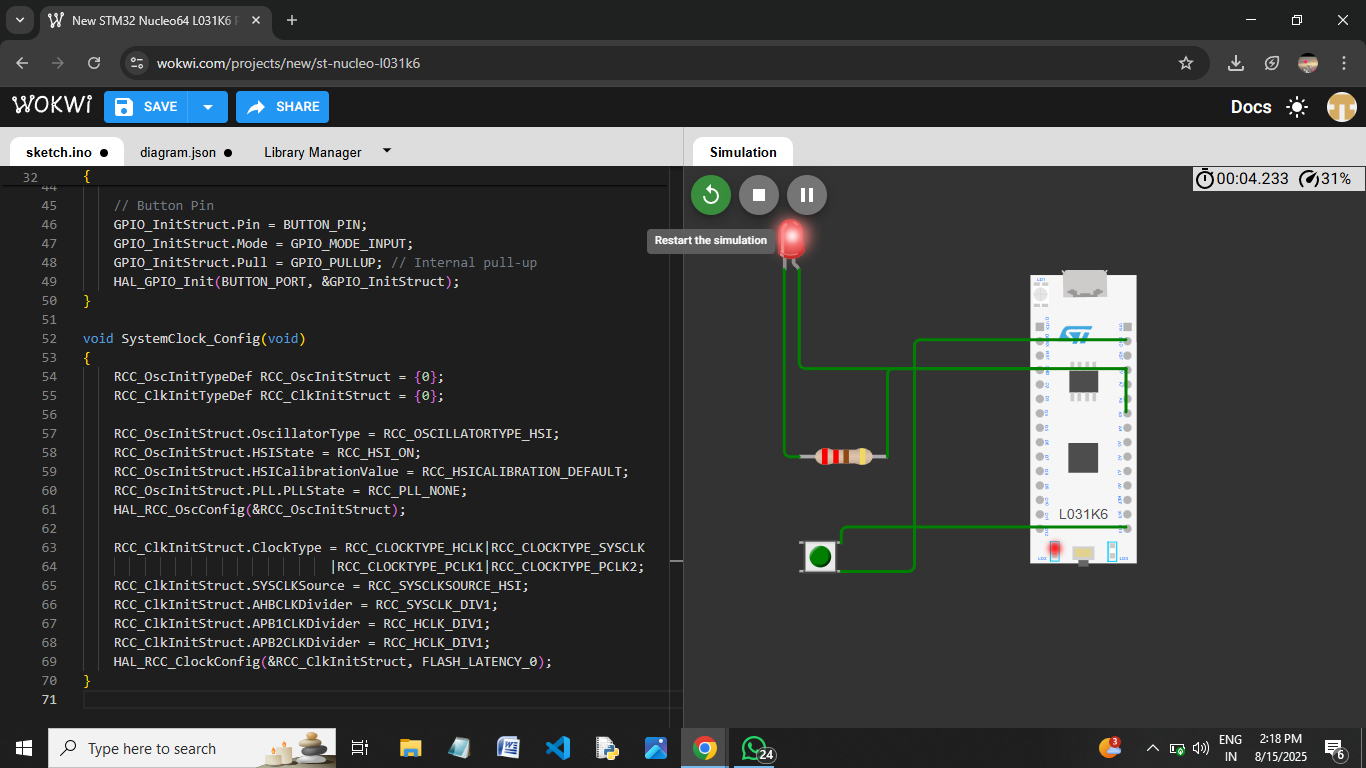 New STM32 Nucleo64 L031K6
wokwi.com/projects/new/st-nucleo-l031k6
WOKWI
SAVE
SHARE
Docs
sketch.ino
diagram.json
Library Manager
Simulation
32 {
44
45 // Button Pin
46 GPIO_InitStruct.Pin = BUTTON_PIN;
47 GPIO_InitStruct.Mode = GPIO_MODE_INPUT;
48 GPIO_InitStruct.Pull = GPIO_PULLUP; // Internal pull-up
49 HAL_GPIO_Init(BUTTON_PORT, &GPIO_InitStruct);
50 }
51
52 void SystemClock_Config(void)
53 {
54 RCC_OscInitTypeDef RCC_OscInitStruct = {0};
55 RCC_ClkInitTypeDef RCC_ClkInitStruct = {0};
56
57 RCC_OscInitStruct.OscillatorType = RCC_OSCILLATORTYPE_HSI;
58 RCC_OscInitStruct.HSIState = RCC_HSI_ON;
59 RCC_OscInitStruct.HSICalibrationValue = RCC_HSICALIBRATION_DEFAULT;
60 RCC_OscInitStruct.PLL.PLLState = RCC_PLL_NONE;
61 HAL_RCC_OscConfig(&RCC_OscInitStruct);
62
63 RCC_ClkInitStruct.ClockType = RCC_CLOCKTYPE_HCLK|RCC_CLOCKTYPE_SYSCLK
64 |RCC_CLOCKTYPE_PCLK1|RCC_CLOCKTYPE_PCLK2;
65 RCC_ClkInitStruct.SYSCLKSource = RCC_SYSCLKSOURCE_HSI;
66 RCC_ClkInitStruct.AHBCLKDivider = RCC_SYSCLK_DIV1;
67 RCC_ClkInitStruct.APB1CLKDivider = RCC_HCLK_DIV1;
68 RCC_ClkInitStruct.APB2CLKDivider = RCC_HCLK_DIV1;
69 HAL_RCC_ClockConfig(&RCC_ClkInitStruct, FLASH_LATENCY_0);
70 }
71
00:04.233 31%
Restart the simulation
L031K6
Type here to search
24
3
ENG
IN
2:18 PM
8/15/2025
6